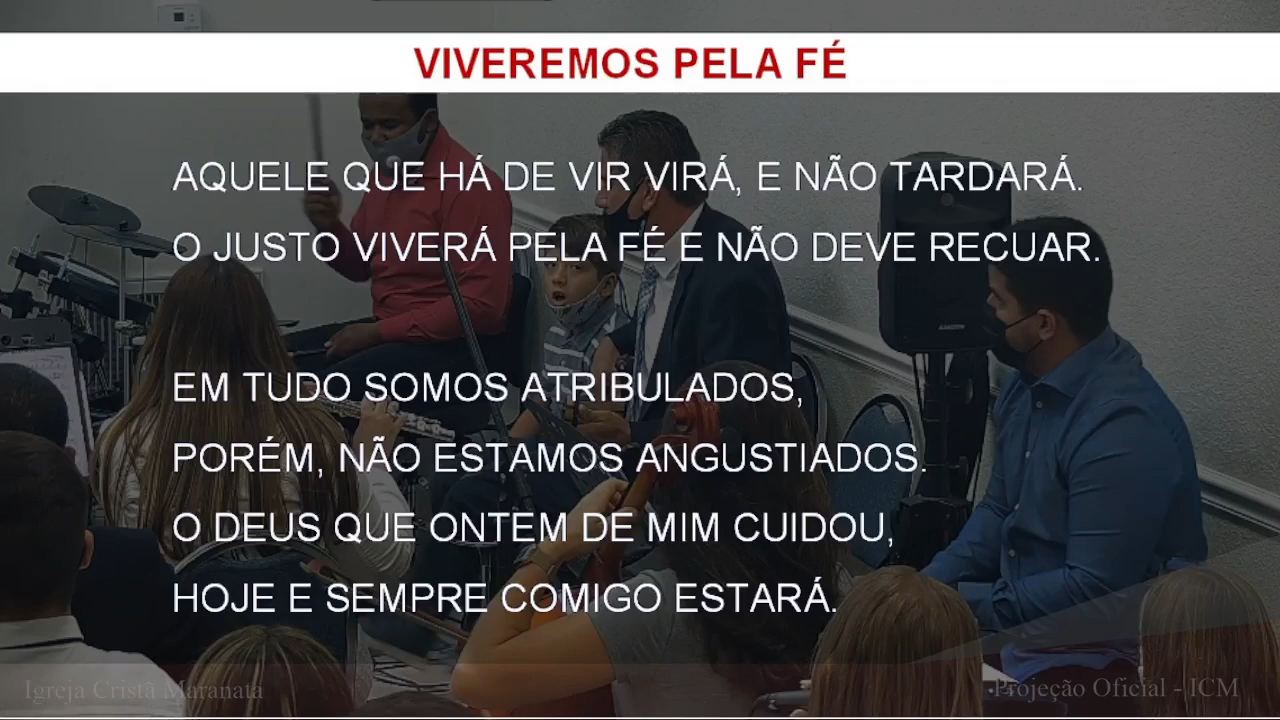 VIVEREMOS PELA FÉ
AQUELE QUE HÁ DE VIR VIRÁ, E NÃO TARDARÁ.
O JUSTO VIVERÁ PELA FÉ E NÃO DEVE RECUAR.
EM TUDO SOMOS ATRIBULADOS,
PORÉM, NÃO ESTAMOS ANGUSTIADOS.
O DEUS QUE ONTEM DE MIM CUIDOU,
HOJE E SEMPRE COMIGO ESTARÁ.
Igreja Cristã Maranata
Projeção Oficial - ICM